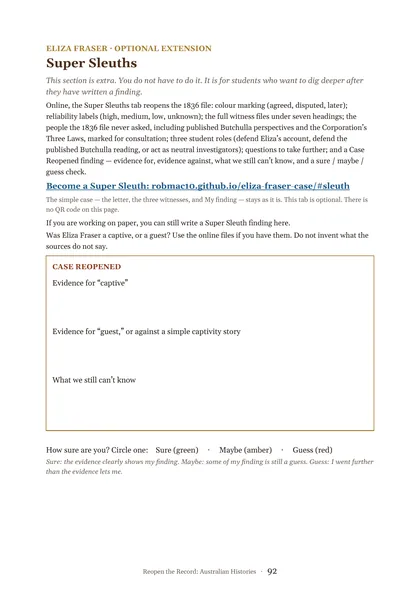 ELIZA FRASER · OPTIONAL EXTENSION
Super Sleuths
This section is extra. You do not have to do it. It is for students who want to dig deeper after
they have written a finding.
Online, the Super Sleuths tab reopens the 1836 file: colour marking (agreed, disputed, later);
reliability labels (high, medium, low, unknown); the full witness files under seven headings; the
people the 1836 file never asked, including published Butchulla perspectives and the Corporation's
Three Laws, marked for consultation; three student roles (defend Eliza's account, defend the
published Butchulla reading, or act as neutral investigators); questions to take further; and a Case
Reopened finding — evidence for, evidence against, what we still can't know, and a sure / maybe /
guess check.
Become a Super Sleuth: robmac10.github.io/eliza-fraser-case/#sleuth
The simple case — the letter, the three witnesses, and My finding — stays as it is. This tab is optional. There is
no QR code on this page.
If you are working on paper, you can still write a Super Sleuth finding here.
Was Eliza Fraser a captive, or a guest? Use the online files if you have them. Do not invent what the
sources do not say.
CASE REOPENED
Evidence for "captive"
Evidence for "guest," or against a simple captivity story
What we still can't know
How sure are you? Circle one: Sure (green) · Maybe (amber) · Guess (red)
Sure: the evidence clearly shows my finding. Maybe: some of my finding is still a guess. Guess: I went further
than the evidence lets me.
Reopen the Record: Australian Histories · 92